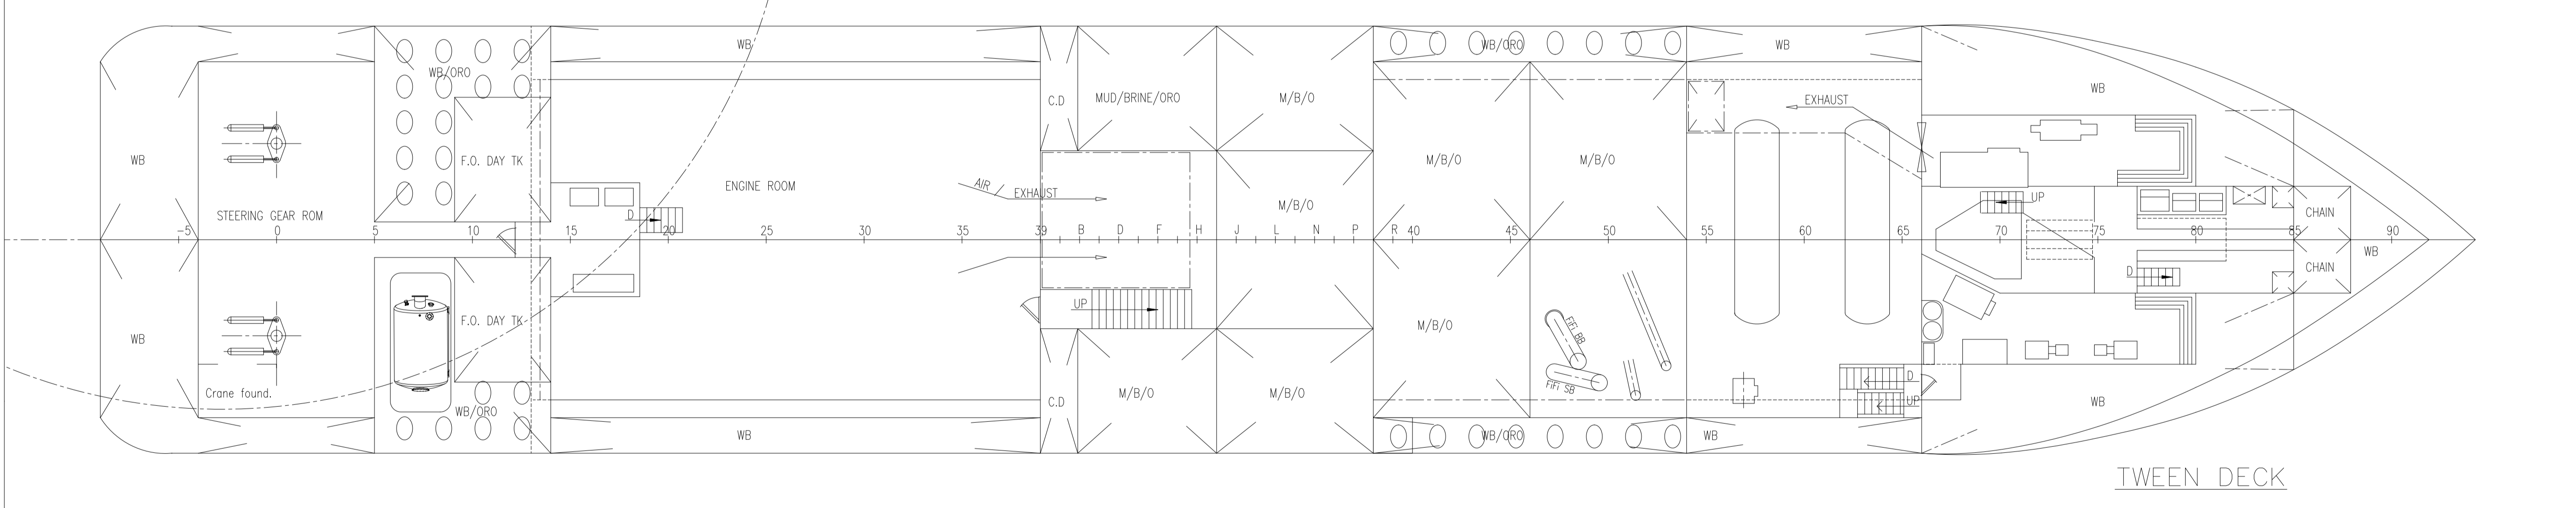 WB
WB/ORO
WB
WB/ORO
WB
WB
C.D
MUD/BRINE/ORO
M/B/O
EXHAUST
WB
F.O. DAY TK
ENGINE ROOM
AIR
EXHAUST
M/B/O
M/B/O
M/B/O
UP
STEERING GEAR ROM
D
CHAIN
-5 0 5 10 15 20 25 30 35 39 B D F H J L N P R 40 45 50 55 60 65 70 75 80 85 90
WB
CHAIN
D
UP
WB
F.O. DAY TK
M/B/O
FiFi BB
FiFi SB
D
UP
Crane found.
WB/ORO
C.D
M/B/O
M/B/O
WB
WB
WB/ORO
WB
TWEEN DECK